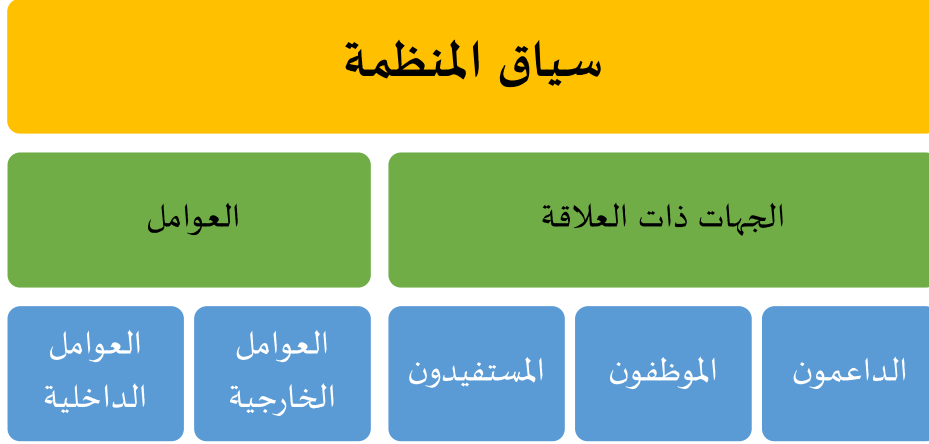 سياق المنظمة
الجهات ذات العلاقة
العوامل
الداعمون
الموظفون
المستفيدون
العوامل
الخارجية
العوامل
الداخلية